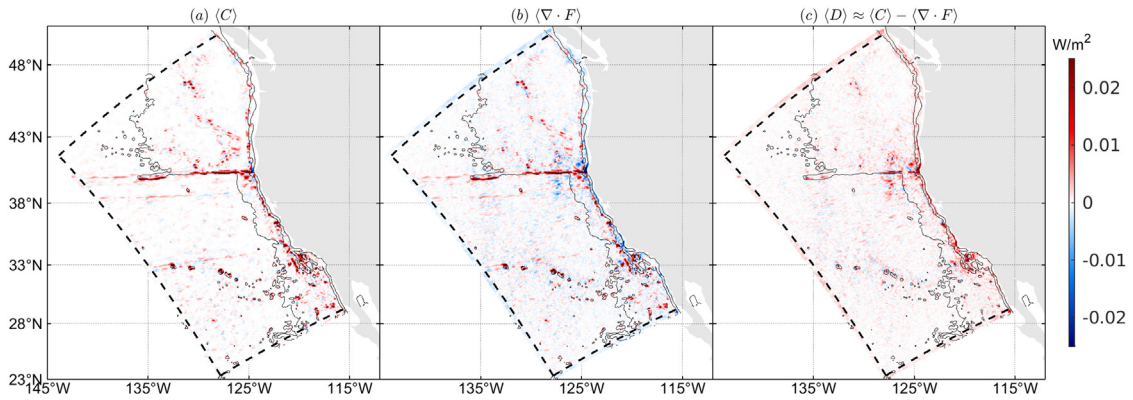 (a) ⟨C⟩
(b) ⟨∇ · F⟩
(c) ⟨D⟩ ≈ ⟨C⟩ − ⟨∇ · F⟩
W/m²
48°N
43°N
38°N
33°N
28°N
23°N
145°W
135°W
125°W
115°W
135°W
125°W
115°W
135°W
125°W
115°W
0.02
0.01
0
-0.01
-0.02